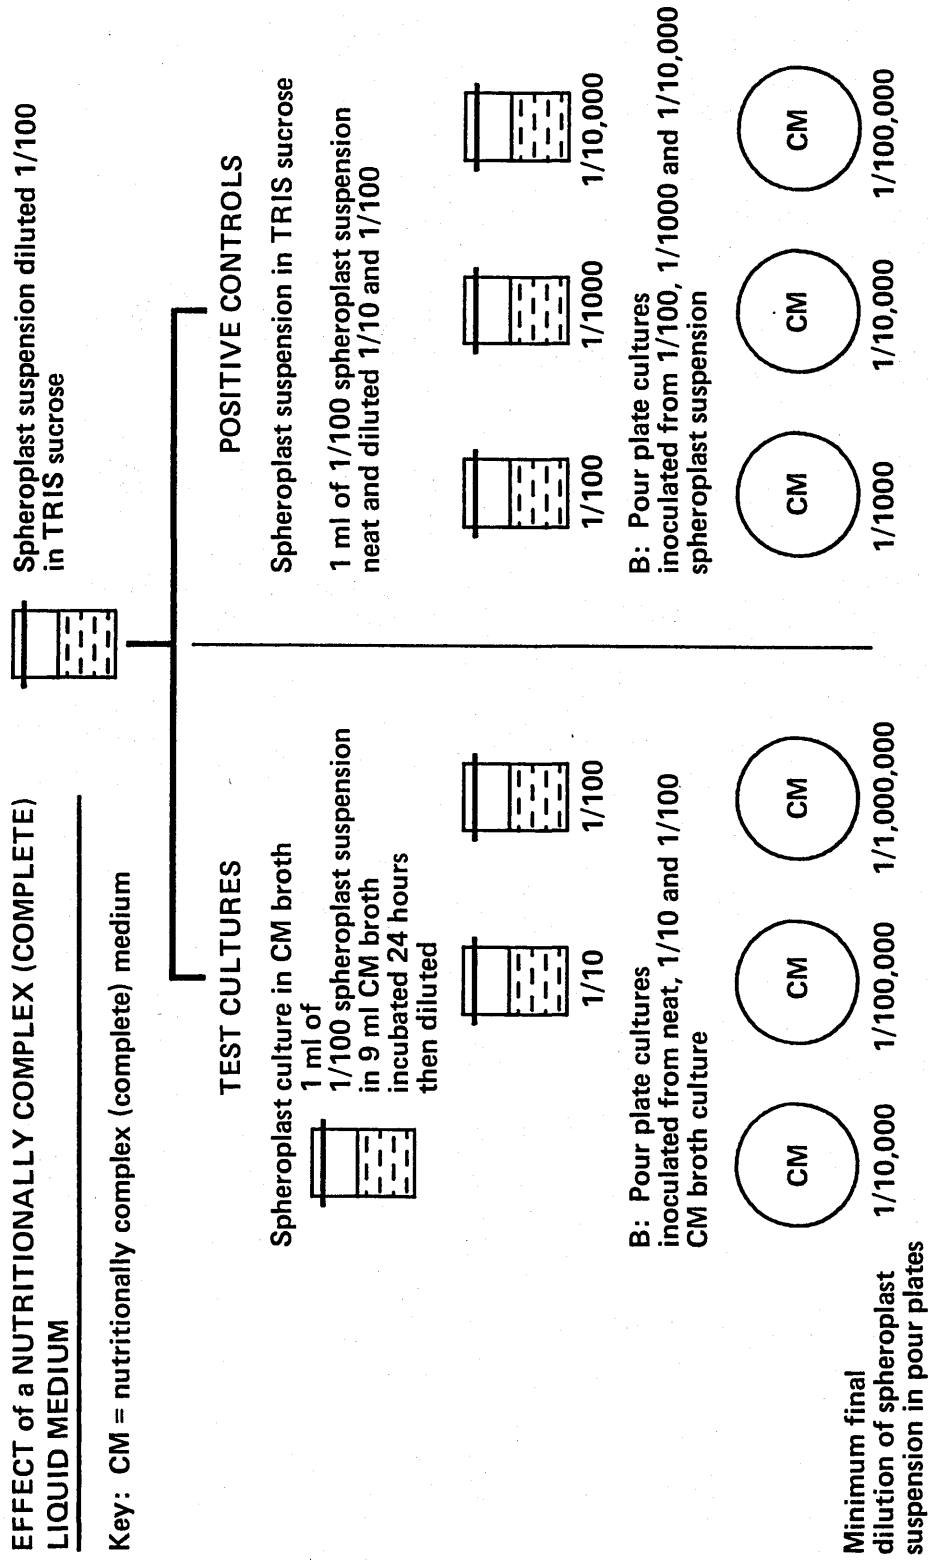 EFFECT of a NUTRITIONALLY COMPLEX (COMPLETE)
LIQUID MEDIUM
Key: CM = nutritionally complex (complete) medium
Spheroplast suspension diluted 1/100
in TRIS sucrose
TEST CULTURES
Spheroplast culture in CM broth
1 ml of
1/100 spheroplast suspension
in 9 ml CM broth
incubated 24 hours
then diluted
1/10
1/100
B: Pour plate cultures
inoculated from neat, 1/10 and 1/100
CM broth culture
CM
CM
CM
POSITIVE CONTROLS
Spheroplast suspension in TRIS sucrose
1 ml of 1/100 spheroplast suspension
neat and diluted 1/10 and 1/100
1/100
1/1000
1/10,000
B: Pour plate cultures
inoculated from 1/100, 1/1000 and 1/10,000
spheroplast suspension
CM
CM
CM
Minimum final
dilution of spheroplast
suspension in pour plates
1/10,000
1/100,000
1/1,000,000
1/1000
1/10,000
1/100,000